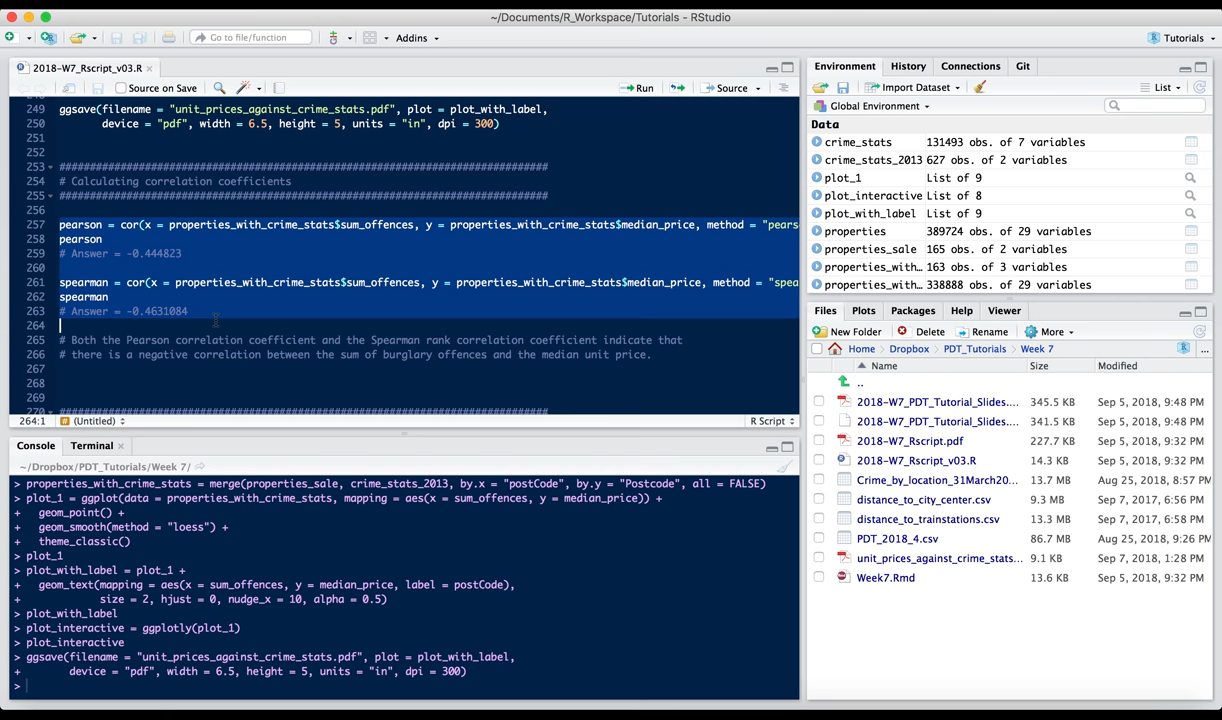 ~/Documents/R_Workspace/Tutorials - RStudio
Go to file/function
Addins
Tutorials
2018-W7_Rscript_v03.R
Source on Save
Run
Source
249 ggsave(filename = "unit_prices_against_crime_stats.pdf", plot = plot_with_label,
250 device = "pdf", width = 6.5, height = 5, units = "in", dpi = 300)
251
252
253 ################################################################################
254 # Calculating correlation coefficients
255 ################################################################################
256
257 pearson = cor(x = properties_with_crime_stats$sum_offences, y = properties_with_crime_stats$median_price, method = "pears
258 pearson
259 # Answer = -0.444823
260
261 spearman = cor(x = properties_with_crime_stats$sum_offences, y = properties_with_crime_stats$median_price, method = "spea
262 spearman
263 # Answer = -0.4631084
264
265 # Both the Pearson correlation coefficient and the Spearman rank correlation coefficient indicate that
266 # there is a negative correlation between the sum of burglary offences and the median unit price.
267
268
269
270 ################################################################################
264:1 (Untitled) R Script
Console Terminal
~/Dropbox/PDT_Tutorials/Week 7/
> properties_with_crime_stats = merge(properties_sale, crime_stats_2013, by.x = "postCode", by.y = "Postcode", all = FALSE)
> plot_1 = ggplot(data = properties_with_crime_stats, mapping = aes(x = sum_offences, y = median_price)) +
+ geom_point() +
+ geom_smooth(method = "loess") +
+ theme_classic()
> plot_1
> plot_with_label = plot_1 +
+ geom_text(mapping = aes(x = sum_offences, y = median_price, label = postCode),
+ size = 2, hjust = 0, nudge_x = 10, alpha = 0.5)
> plot_with_label
> plot_interactive = ggplotly(plot_1)
> plot_interactive
> ggsave(filename = "unit_prices_against_crime_stats.pdf", plot = plot_with_label,
+ device = "pdf", width = 6.5, height = 5, units = "in", dpi = 300)
>
Environment History Connections Git
Import Dataset List
Global Environment
Data
crime_stats 131493 obs. of 7 variables
crime_stats_2013 627 obs. of 2 variables
plot_1 List of 9
plot_interactive List of 8
plot_with_label List of 9
properties 389724 obs. of 29 variables
properties_sale 165 obs. of 2 variables
properties_with… 163 obs. of 3 variables
properties_with… 338888 obs. of 29 variables
Files Plots Packages Help Viewer
New Folder Delete Rename More
Home Dropbox PDT_Tutorials Week 7 ...
Name Size Modified
..
2018-W7_PDT_Tutorial_Slides.... 345.5 KB Sep 5, 2018, 9:48 PM
2018-W7_PDT_Tutorial_Slides.... 341.5 KB Sep 5, 2018, 9:48 PM
2018-W7_Rscript.pdf 227.7 KB Sep 5, 2018, 9:32 PM
2018-W7_Rscript_v03.R 14.3 KB Sep 5, 2018, 9:32 PM
Crime_by_location_31March20... 13.7 MB Aug 25, 2018, 8:57 PM
distance_to_city_center.csv 9.3 MB Sep 7, 2017, 6:56 PM
distance_to_trainstations.csv 13.3 MB Sep 7, 2017, 6:58 PM
PDT_2018_4.csv 86.7 MB Aug 25, 2018, 9:26 PM
unit_prices_against_crime_stats... 9.1 KB Sep 7, 2018, 1:28 PM
Week7.Rmd 13.6 KB Sep 5, 2018, 9:32 PM